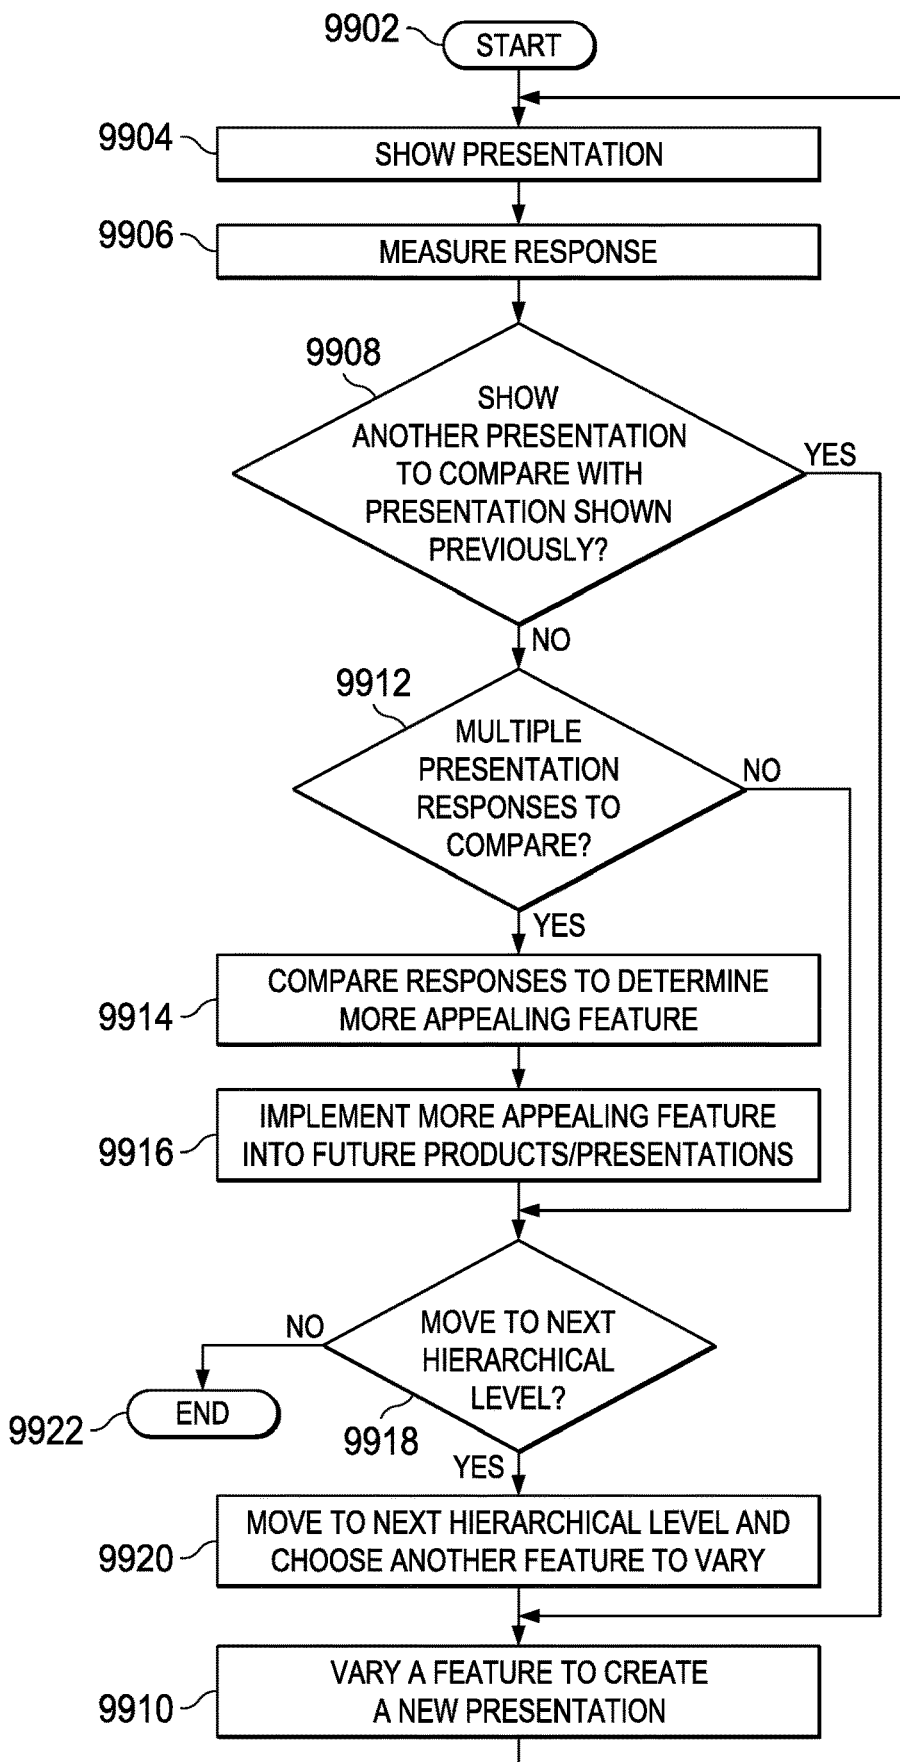 9902
START
9904
SHOW PRESENTATION
9906
MEASURE RESPONSE
9908
SHOW
ANOTHER PRESENTATION
TO COMPARE WITH
PRESENTATION SHOWN
PREVIOUSLY?
YES
NO
9912
MULTIPLE
PRESENTATION
RESPONSES TO
COMPARE?
NO
YES
9914
COMPARE RESPONSES TO DETERMINE
MORE APPEALING FEATURE
9916
IMPLEMENT MORE APPEALING FEATURE
INTO FUTURE PRODUCTS/PRESENTATIONS
NO
MOVE TO NEXT
HIERARCHICAL
LEVEL?
9922
END
9918
YES
9920
MOVE TO NEXT HIERARCHICAL LEVEL AND
CHOOSE ANOTHER FEATURE TO VARY
9910
VARY A FEATURE TO CREATE
A NEW PRESENTATION